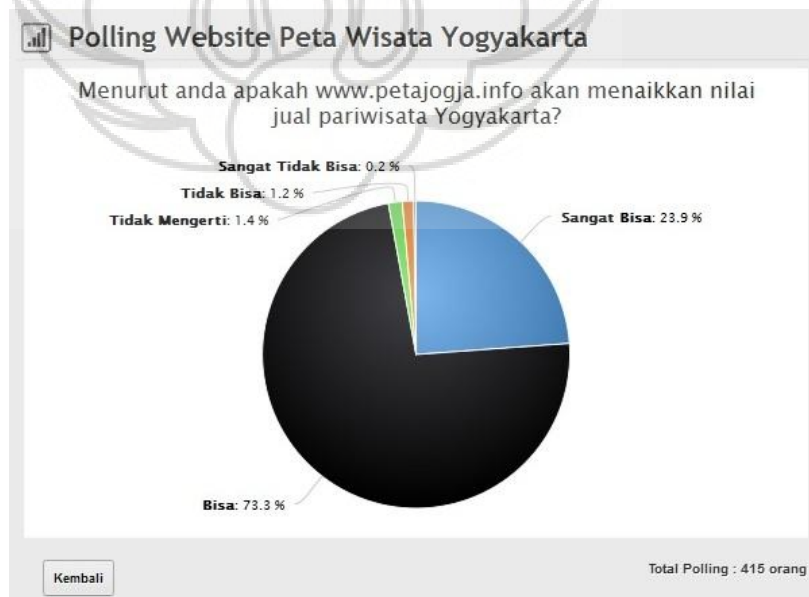 Polling Website Peta Wisata Yogyakarta
Menurut anda apakah www.petajogja.info akan menaikkan nilai
jual pariwisata Yogyakarta?
Sangat Tidak Bisa: 0.2 %
Tidak Bisa: 1.2 %
Tidak Mengerti: 1.4 %
Sangat Bisa: 23.9 %
Bisa: 73.3 %
Total Polling : 415 orang
Kembali